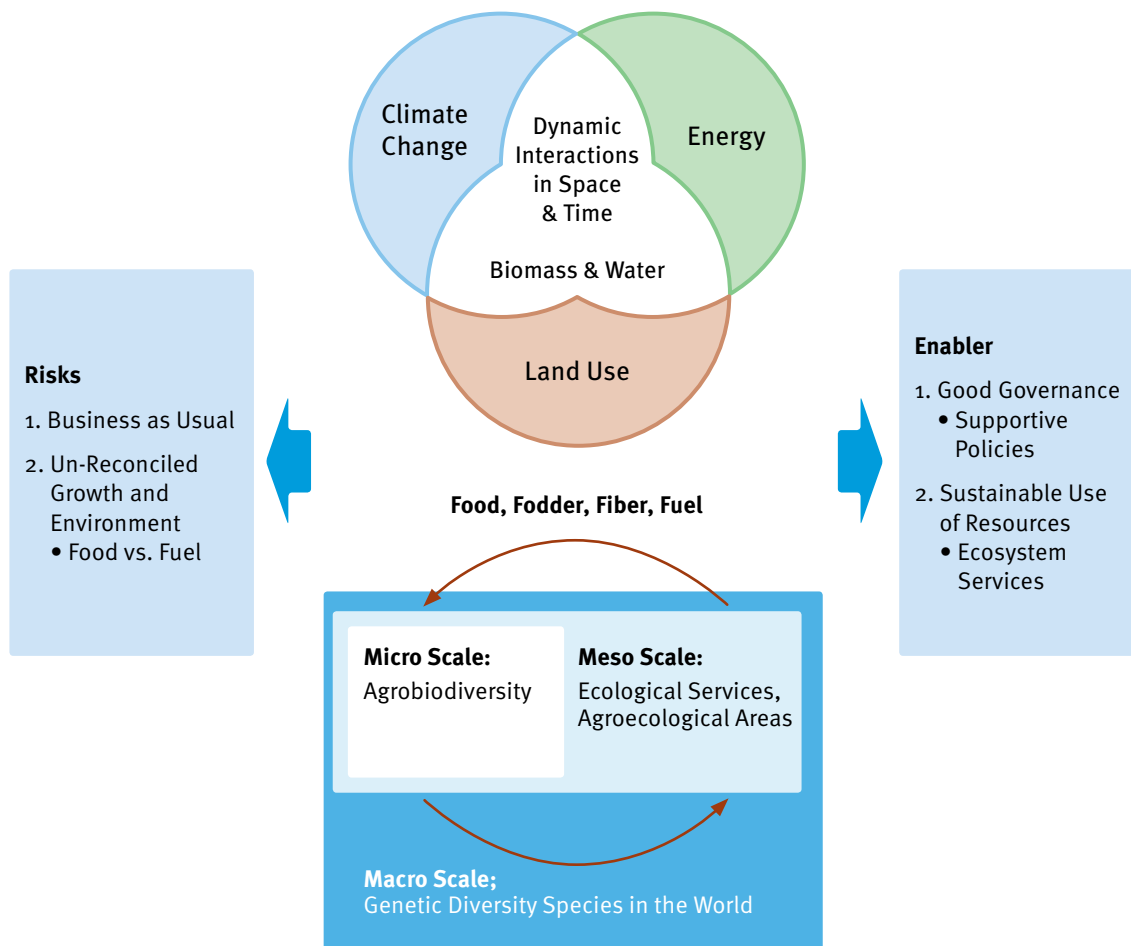 Climate
Change
Dynamic
Interactions
in Space
& Time
Energy
Biomass & Water
Land Use
Risks
1. Business as Usual
2. Un-Reconciled
Growth and
Environment
• Food vs. Fuel
Enabler
1. Good Governance
• Supportive
Policies
2. Sustainable Use
of Resources
• Ecosystem
Services
Food, Fodder, Fiber, Fuel
Micro Scale:
Agrobiodiversity
Meso Scale:
Ecological Services,
Agroecological Areas
Macro Scale;
Genetic Diversity Species in the World